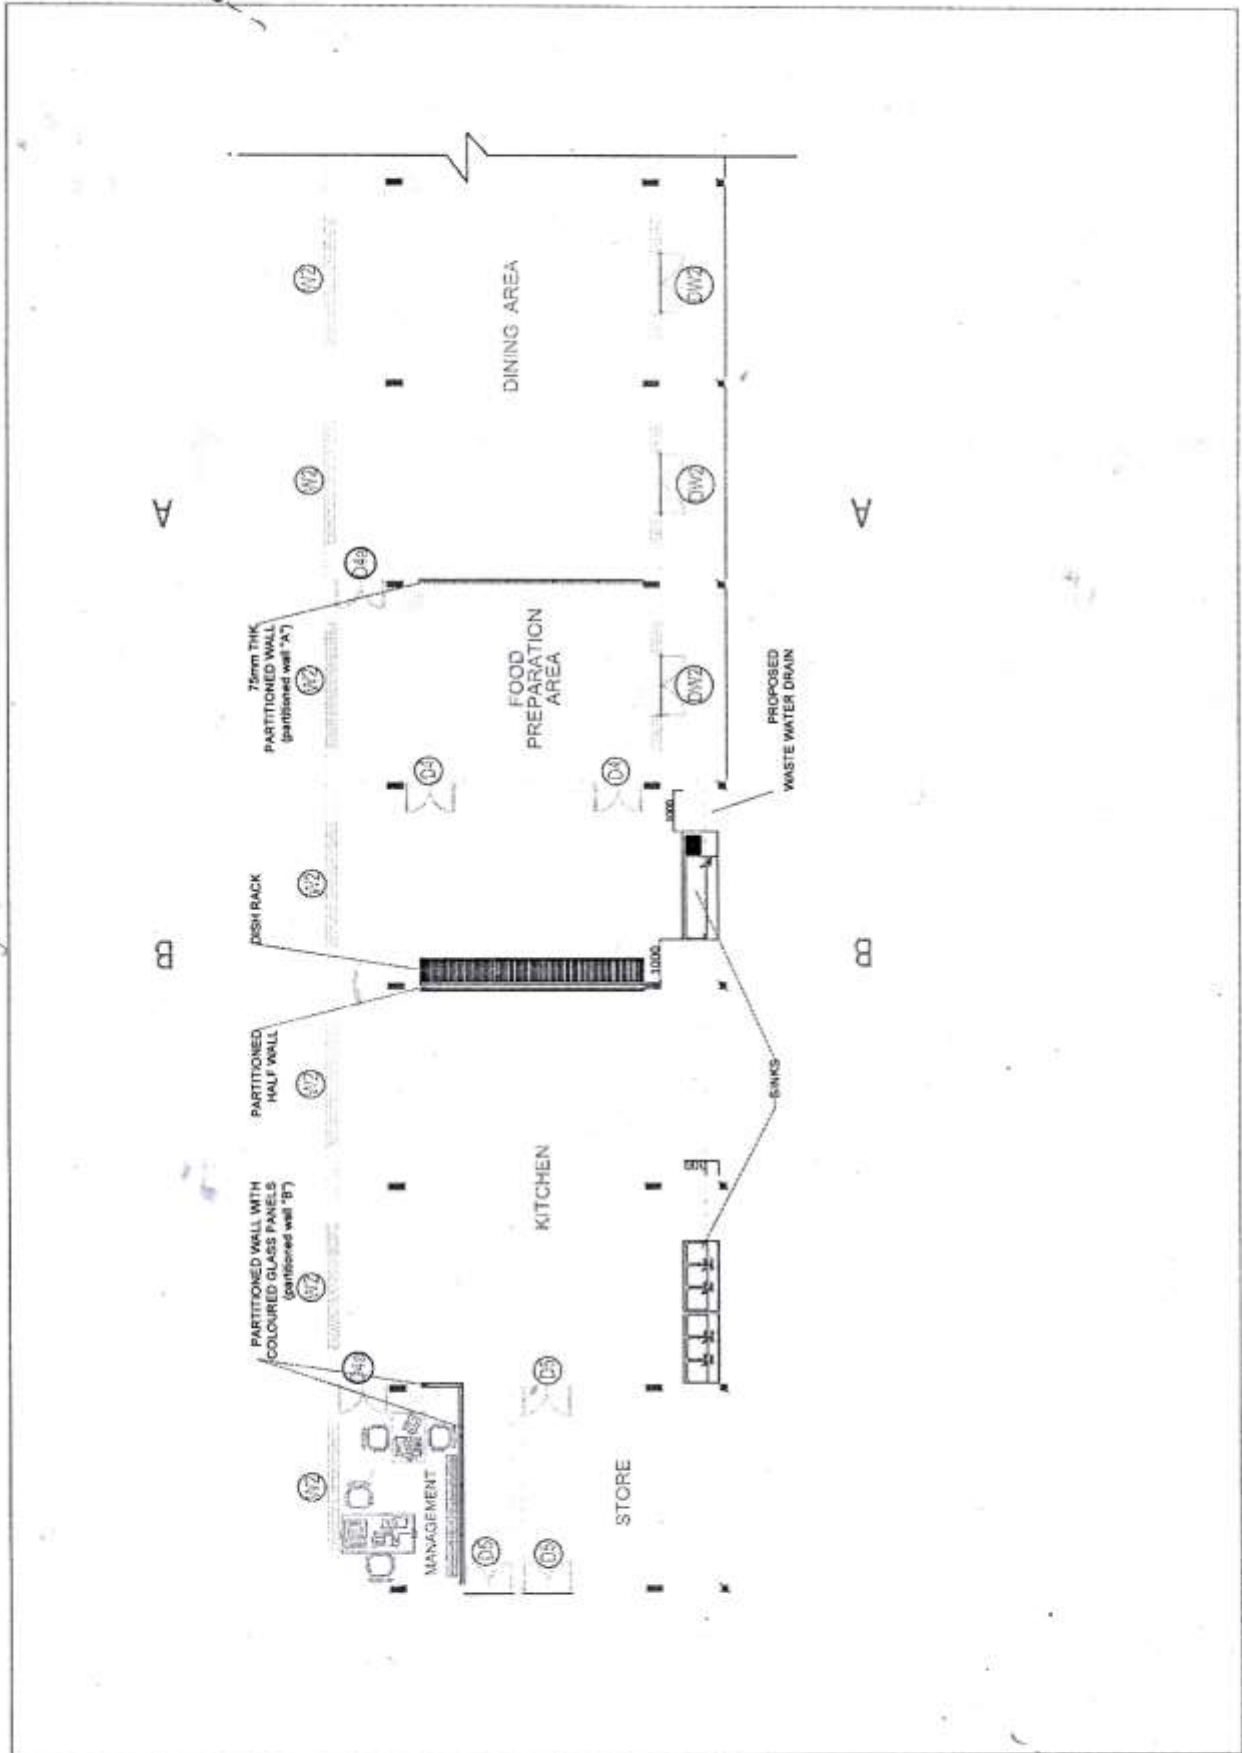 B
A
PARTITIONED WALL WITH
COLOURED GLASS PANELS
(partitioned wall "B")
PARTITIONED
HALF WALL
DISH RACK
75mm THK
PARTITIONED WALL
(partitioned wall "A")
W2
W2
W2
W2
W2
W2
W2
D4a
D4a
MANAGEMENT
D4
D5
D5
D5
KITCHEN
FOOD
PREPARATION
AREA
DINING AREA
STORE
D4
1000
1000
DW2
DW2
DW2
SINKS
PROPOSED
WASTE WATER DRAIN
B
A